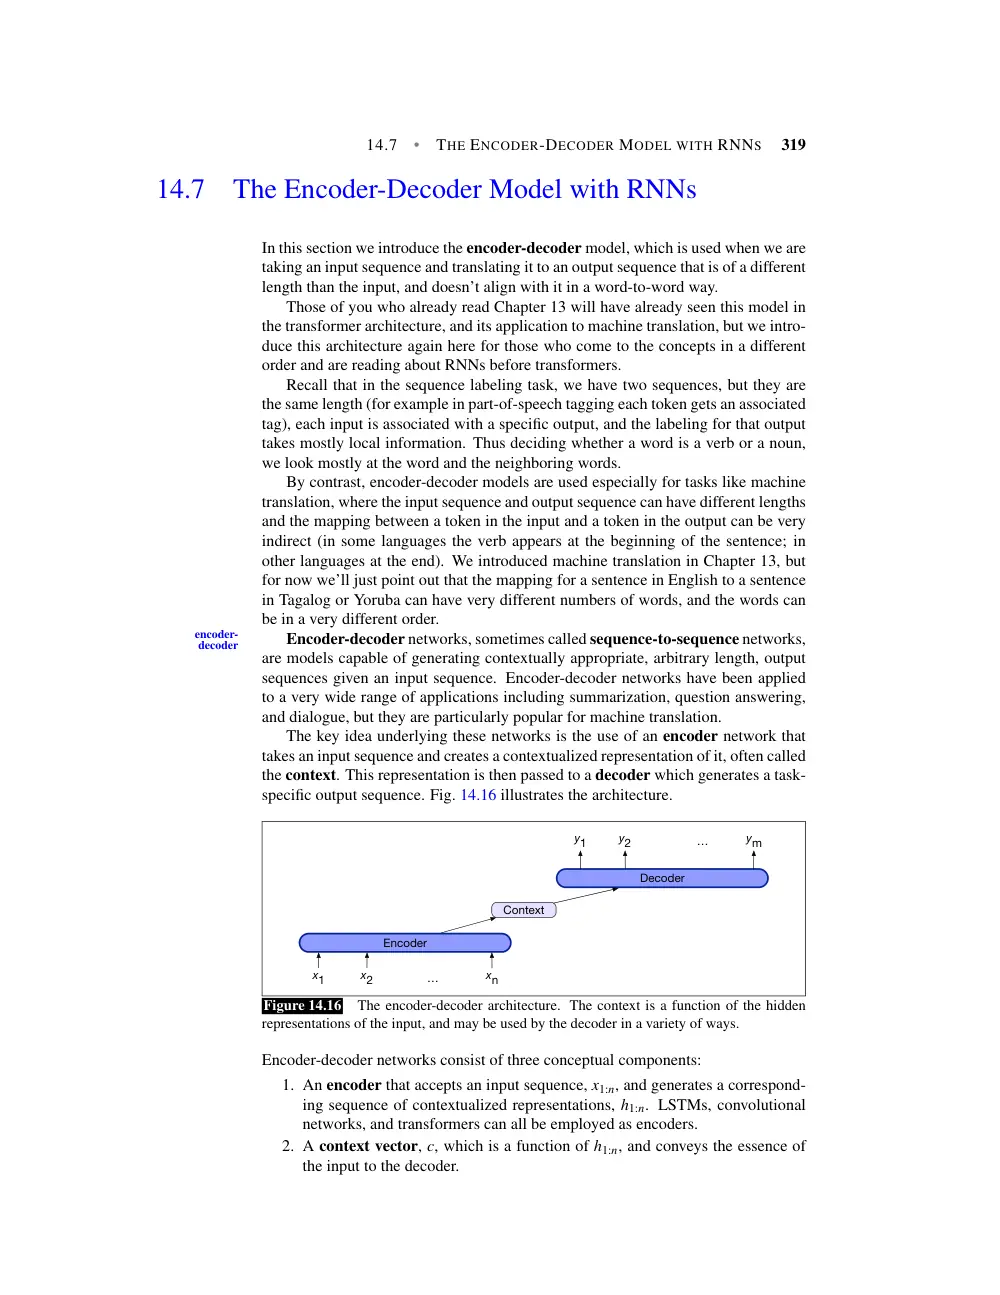 14.7 • THE ENCODER-DECODER MODEL WITH RNNS 319
14.7 The Encoder-Decoder Model with RNNs
In this section we introduce the encoder-decoder model, which is used when we are
taking an input sequence and translating it to an output sequence that is of a different
length than the input, and doesn't align with it in a word-to-word way.
Those of you who already read Chapter 13 will have already seen this model in
the transformer architecture, and its application to machine translation, but we intro-
duce this architecture again here for those who come to the concepts in a different
order and are reading about RNNs before transformers.
Recall that in the sequence labeling task, we have two sequences, but they are
the same length (for example in part-of-speech tagging each token gets an associated
tag), each input is associated with a specific output, and the labeling for that output
takes mostly local information. Thus deciding whether a word is a verb or a noun,
we look mostly at the word and the neighboring words.
By contrast, encoder-decoder models are used especially for tasks like machine
translation, where the input sequence and output sequence can have different lengths
and the mapping between a token in the input and a token in the output can be very
indirect (in some languages the verb appears at the beginning of the sentence; in
other languages at the end). We introduced machine translation in Chapter 13, but
for now we'll just point out that the mapping for a sentence in English to a sentence
in Tagalog or Yoruba can have very different numbers of words, and the words can
be in a very different order.
encoder-
decoder
Encoder-decoder networks, sometimes called sequence-to-sequence networks,
are models capable of generating contextually appropriate, arbitrary length, output
sequences given an input sequence. Encoder-decoder networks have been applied
to a very wide range of applications including summarization, question answering,
and dialogue, but they are particularly popular for machine translation.
The key idea underlying these networks is the use of an encoder network that
takes an input sequence and creates a contextualized representation of it, often called
the context. This representation is then passed to a decoder which generates a task-
specific output sequence. Fig. 14.16 illustrates the architecture.
y1 y2 ... ym
Decoder
Context
Encoder
x1 x2 ... xn
Figure 14.16 The encoder-decoder architecture. The context is a function of the hidden
representations of the input, and may be used by the decoder in a variety of ways.
Encoder-decoder networks consist of three conceptual components:
1. An encoder that accepts an input sequence, x1:n, and generates a correspond-
ing sequence of contextualized representations, h1:n. LSTMs, convolutional
networks, and transformers can all be employed as encoders.
2. A context vector, c, which is a function of h1:n, and conveys the essence of
the input to the decoder.